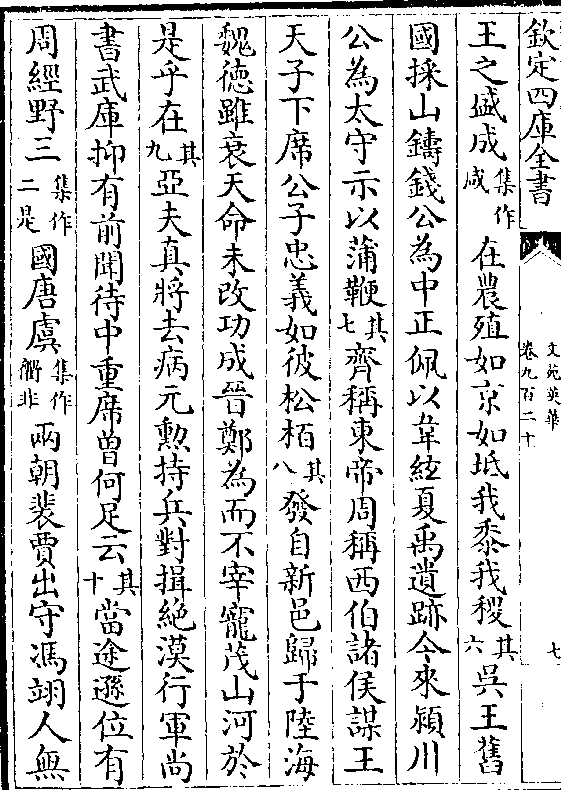 欽定四庫全書
文苑英華
卷九百二十
七
王之盛成集作咸在農殖如京如坻我黍我稷其六吳王舊
國採山鑄錢公為中正佩以韋絃夏禹遺跡今來潁川
公為太守示以蒲鞭其七齊稱東帝周稱西伯諸侯謀王
天子下席公子忠義如彼松栢其八發自新邑歸于陸海
魏德雖衰天命未改功成晉鄭為而不宰寵茂山河於
是乎在其九亞夫真將去病元勲持兵對揖絶漠行軍尚
書武庫抑有前聞待中重席曽何足云其十當途遜位有
周經野三集作二是國唐虞集作衢非兩朝裴賈出守馮翊人無